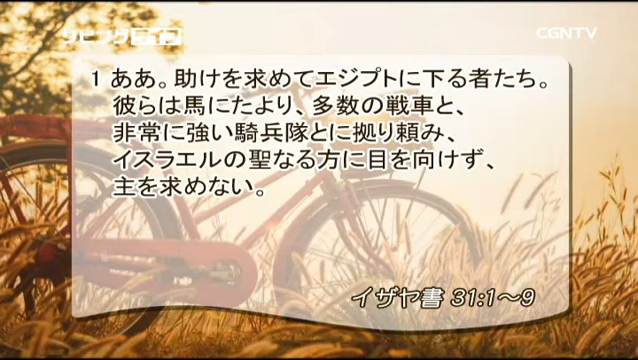 リビング
CGNTV
1 ああ。助けを求めてエジプトに下る者たち。
彼らは馬にたより、多数の戦車と、
非常に強い騎兵隊とに拠り頼み、
イスラエルの聖なる方に目を向けず、
主を求めない。
イザヤ書 31:1～9